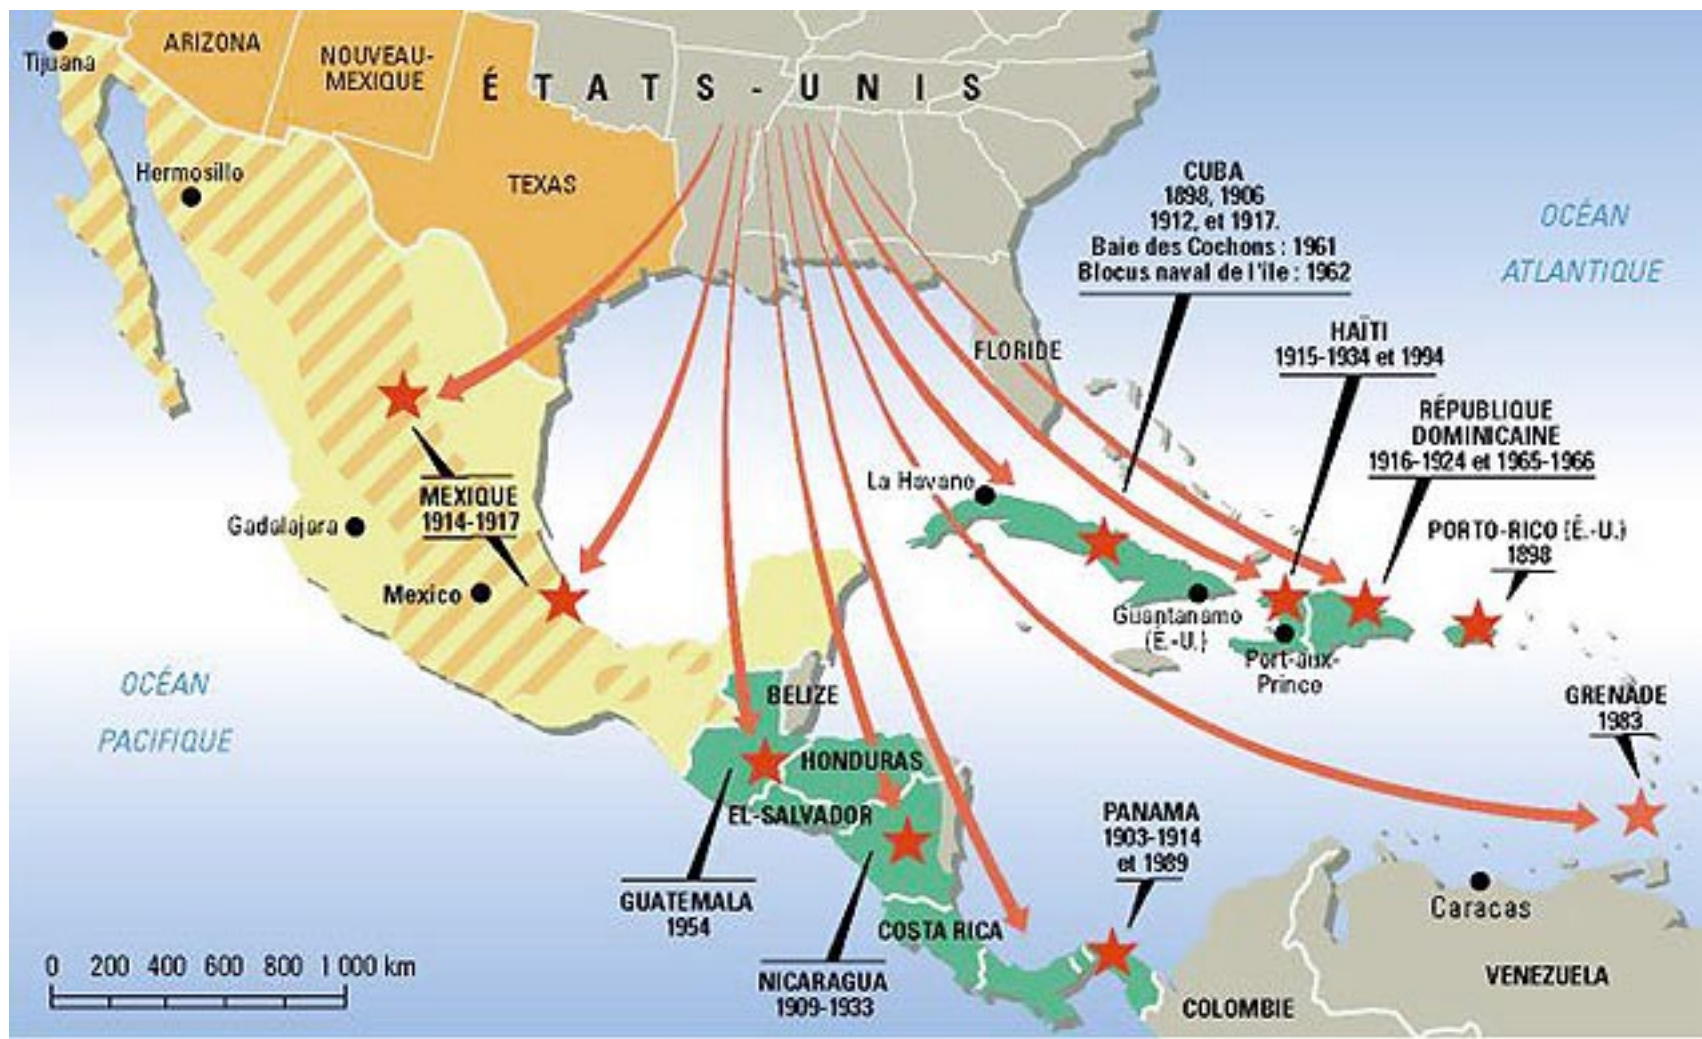 Tijuana
ARIZONA
NOUVEAU-
MEXIQUE
ÉTATS-UNIS
Hermosillo
TEXAS
CUBA
1898, 1906
1912, et 1917.
Baie des Cochons : 1961
Blocus naval de l'île : 1962
OCÉAN
ATLANTIQUE
FLORIDE
HAÏTI
1915-1934 et 1994
RÉPUBLIQUE
DOMINICAINE
1916-1924 et 1965-1966
La Havane
MEXIQUE
1914-1917
Gadalajara
PORTO-RICO (É.-U.)
1898
Mexico
Guantanamo
(É.-U.)
Port-aux-
Prince
OCÉAN
PACIFIQUE
BELIZE
GRENADE
1983
HONDURAS
EL-SALVADOR
PANAMA
1903-1914
et 1989
GUATEMALA
1954
Caracas
COSTA RICA
NICARAGUA
1909-1933
0 200 400 600 800 1 000 km
VENEZUELA
COLOMBIE